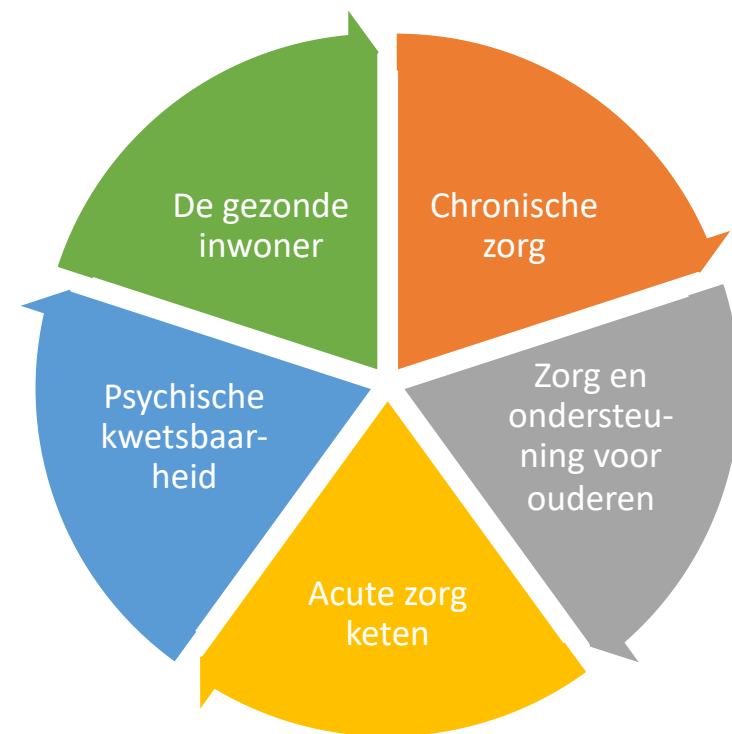 De gezonde
inwoner
Chronische
zorg
Zorg en
ondersteu-
ning voor
ouderen
Acute zorg
keten
Psychische
kwetsbaar-
heid